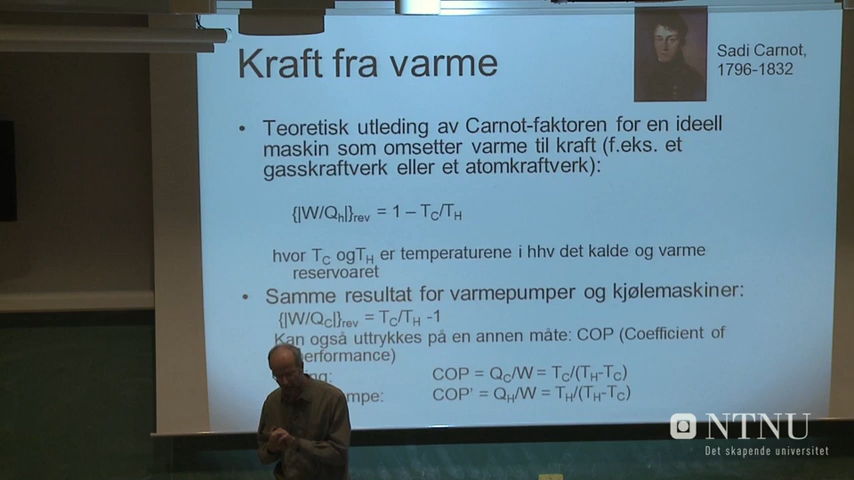 Kraft fra varme
Sadi Carnot,
1796-1832
• Teoretisk utleding av Carnot-faktoren for en ideell
maskin som omsetter varme til kraft (f.eks. et
gasskraftverk eller et atomkraftverk):
{|W/Qh|}rev = 1 – TC/TH
hvor TC ogTH er temperaturene i hhv det kalde og varme
reservoaret
• Samme resultat for varmepumper og kjølemaskiner:
{|W/QC|}rev = TC/TH -1
Kan også uttrykkes på en annen måte: COP (Coefficient of
erformance)
ng: COP = QC/W = TC/(TH-TC)
mpe: COP' = QH/W = TH/(TH-TC)
NTNU
Det skapende universitet